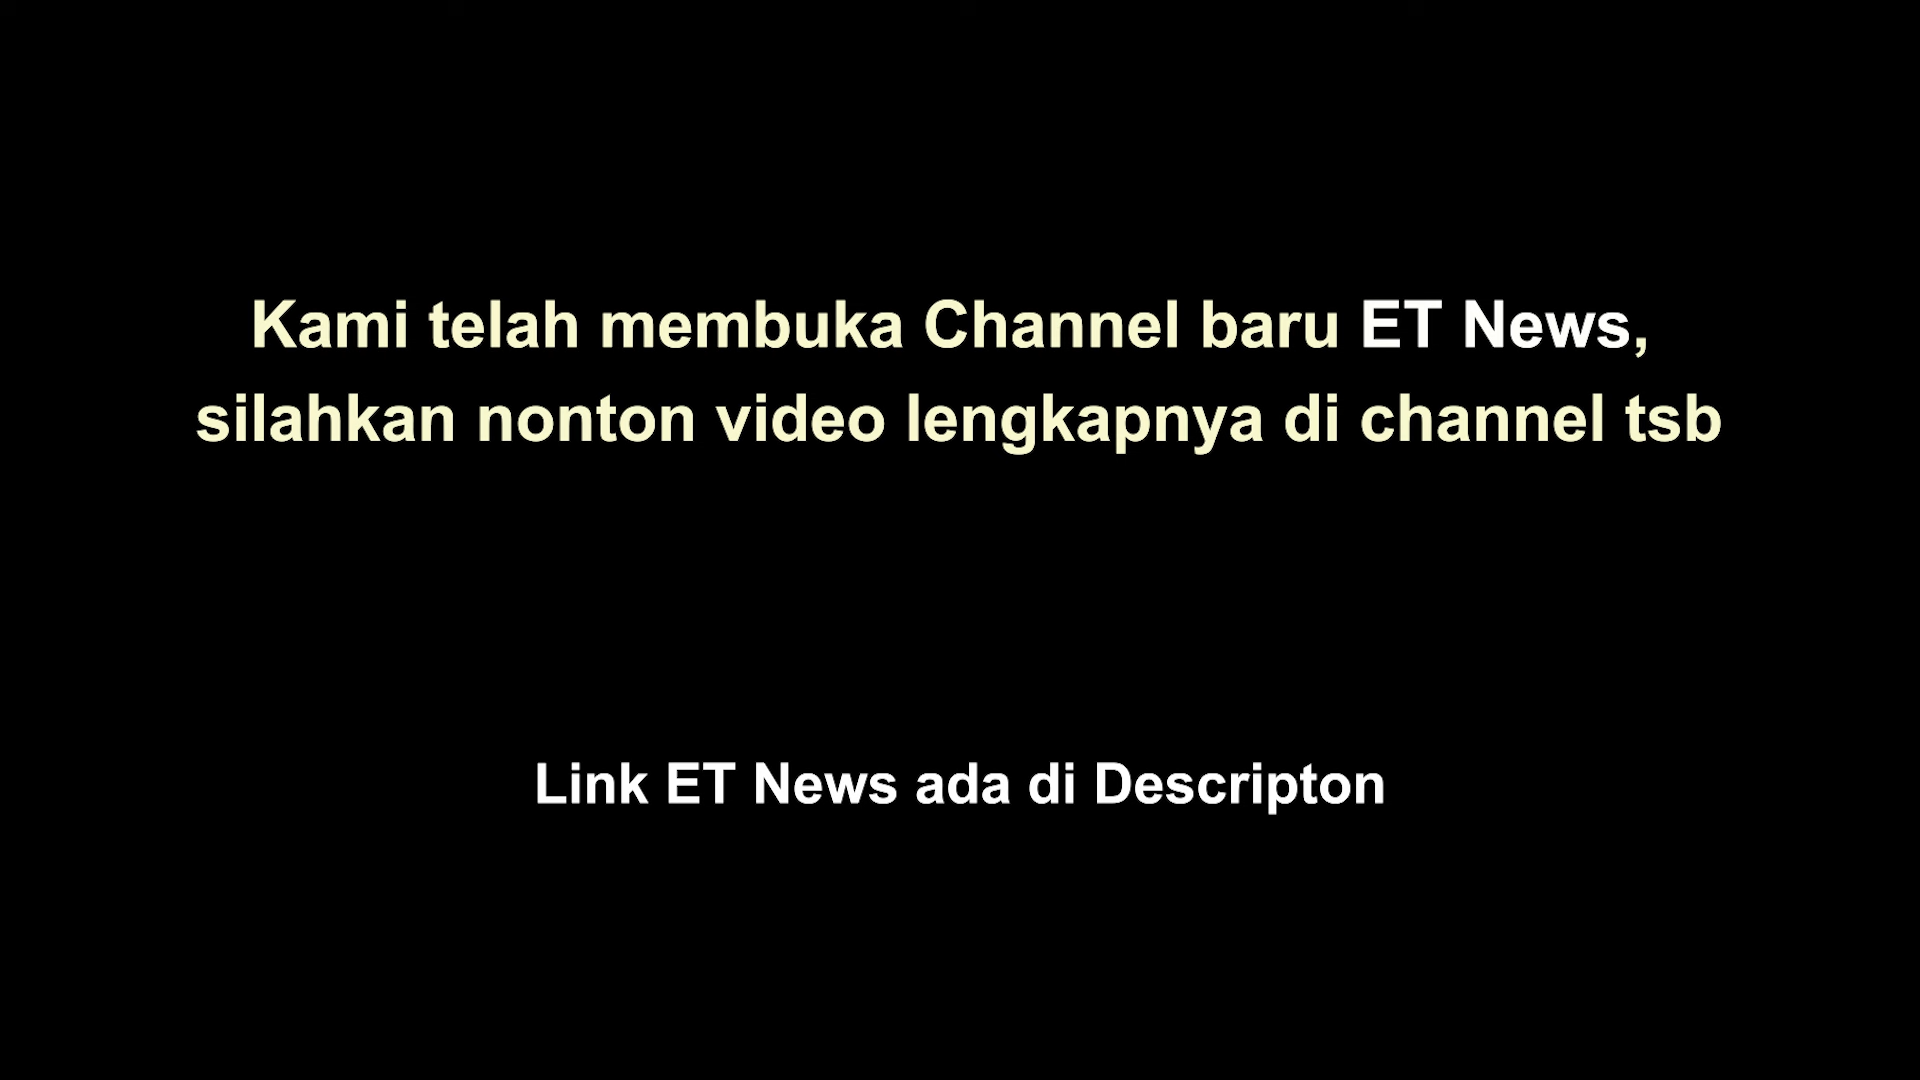 Kami telah membuka Channel baru ET News,
silahkan nonton video lengkapnya di channel tsb
Link ET News ada di Descripton